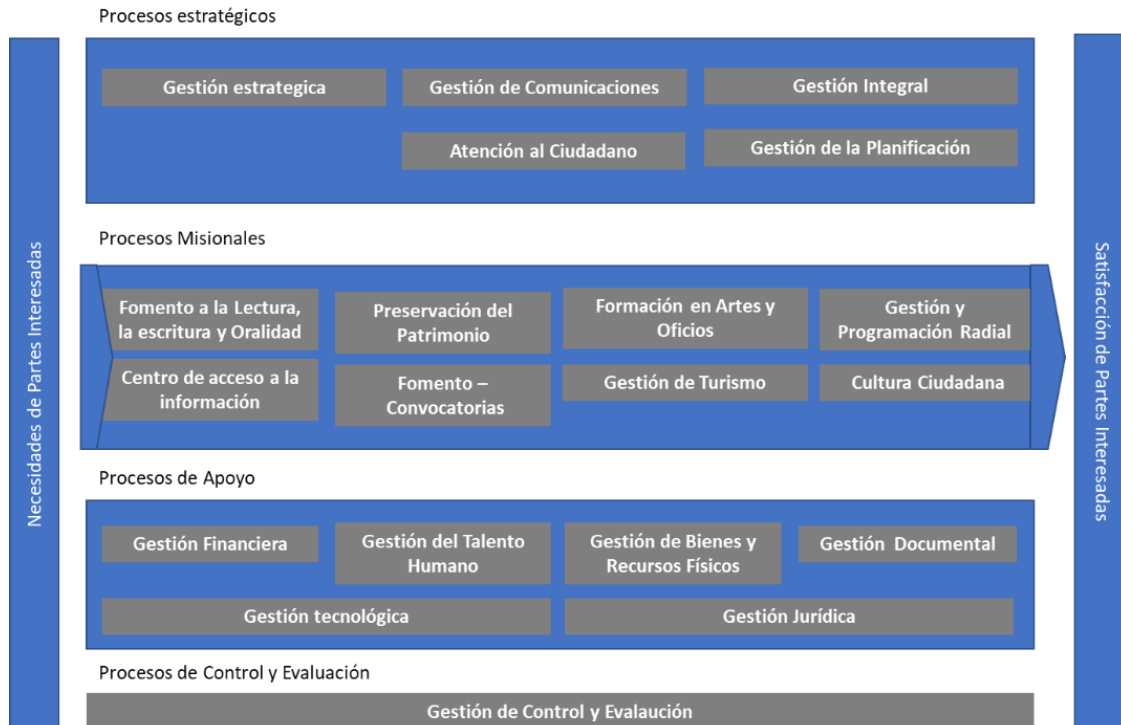 Procesos estratégicos
Necesidades de Partes Interesadas
Gestión estrategica
Gestión de Comunicaciones
Gestión Integral
Atención al Ciudadano
Gestión de la Planificación
Procesos Misionales
Fomento a la Lectura,
la escritura y Oralidad
Preservación del
Patrimonio
Formación en Artes y
Oficios
Gestión y
Programación Radial
Centro de acceso a la
información
Fomento –
Convocatorias
Gestión de Turismo
Cultura Ciudadana
Procesos de Apoyo
Gestión Financiera
Gestión del Talento
Humano
Gestión de Bienes y
Recursos Físicos
Gestión Documental
Gestión tecnológica
Gestión Jurídica
Procesos de Control y Evaluación
Gestión de Control y Evalaución
Satisfacción de Partes Interesadas